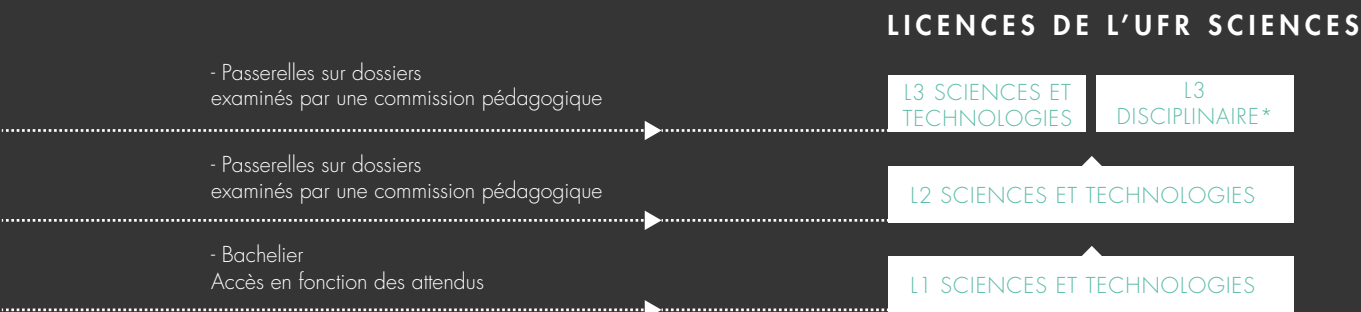 LICENCES DE L'UFR SCIENCES
- Passerelles sur dossiers
examinés par une commission pédagogique
L3 SCIENCES ET
TECHNOLOGIES
L3
DISCIPLINAIRE*
- Passerelles sur dossiers
examinés par une commission pédagogique
L2 SCIENCES ET TECHNOLOGIES
- Bachelier
Accès en fonction des attendus
L1 SCIENCES ET TECHNOLOGIES